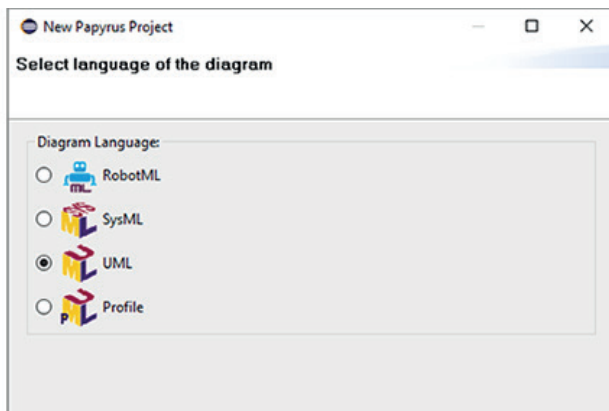 New Papyrus Project
Select language of the diagram
Diagram Language:
RobotML
SysML
UML
Profile